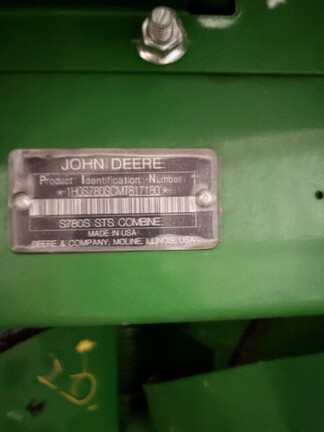 JOHN DEERE
Product Identification Number
*1H0S780SCMT817180*
S780S STS COMBINE
MADE IN USA
DEERE & COMPANY, MOLINE, ILLINOIS, USA